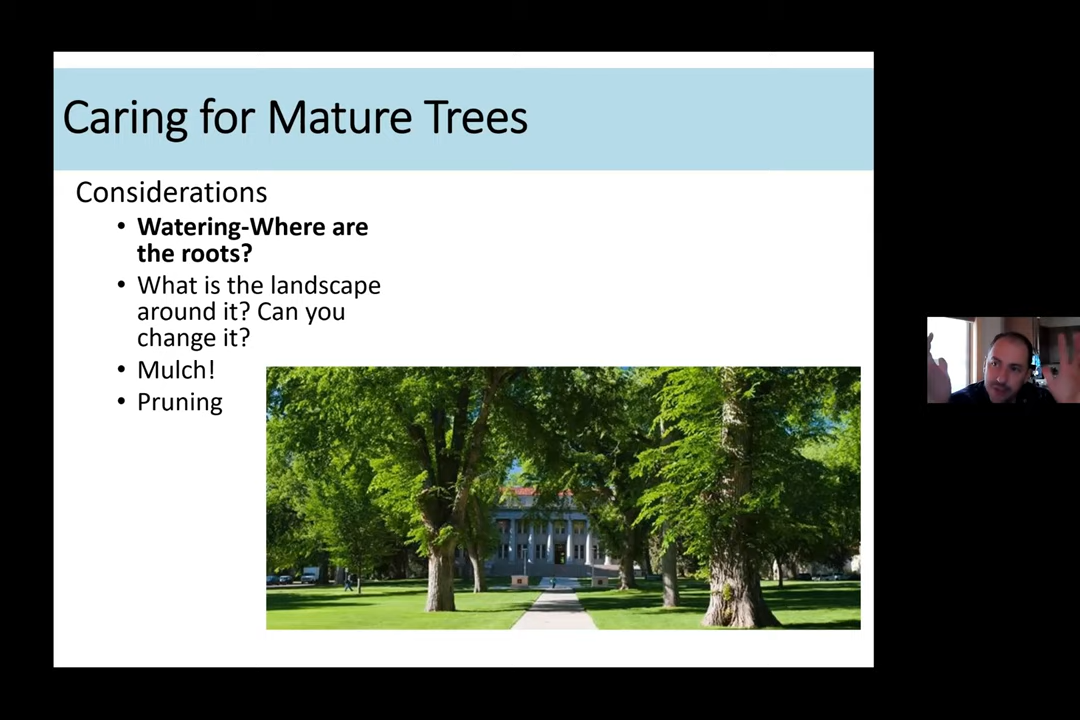 Caring for Mature Trees
Considerations
• Watering-Where are
the roots?
• What is the landscape
around it? Can you
change it?
• Mulch!
• Pruning